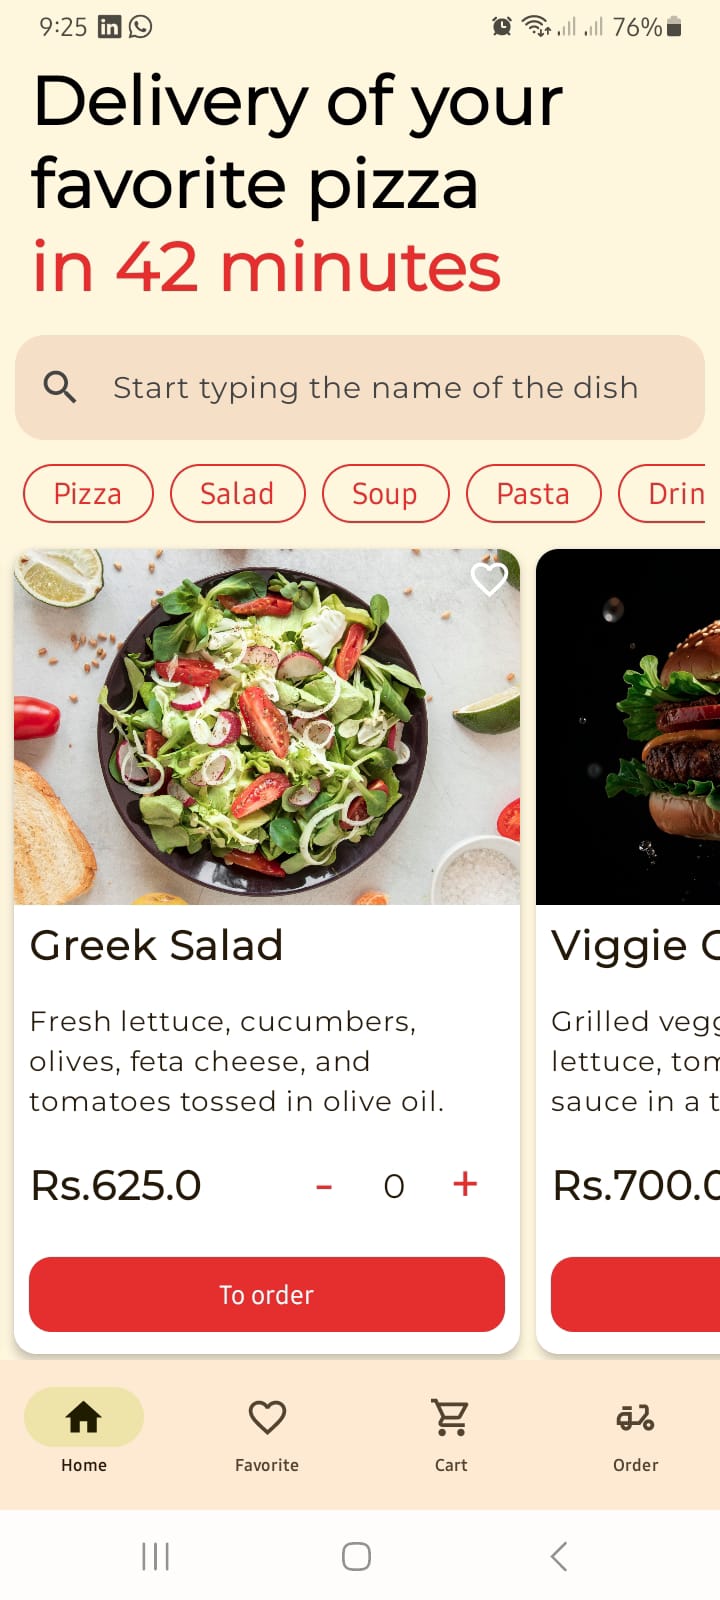 9:25 in 76%
Delivery of your
favorite pizza
in 42 minutes
Start typing the name of the dish
Pizza Salad Soup Pasta Drin
Greek Salad
Fresh lettuce, cucumbers,
olives, feta cheese, and
tomatoes tossed in olive oil.
Rs.625.0 - 0 +
To order
Viggie
Grilled
lettuce,
sauce in a
Rs.700.0
Home Favorite Cart Order